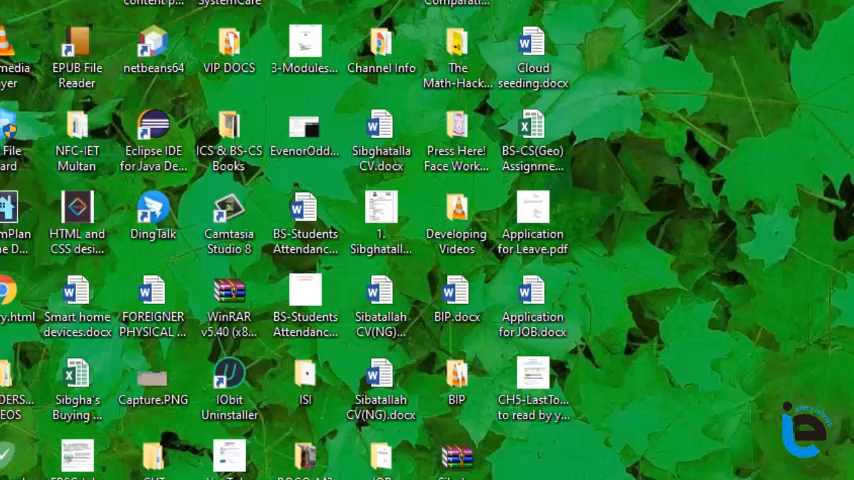 content p...
SystemCare
Comparati...
media
EPUB File
Reader
netbeans64
VIP DOCS
3-Modules...
Channel Info
The
Math-Hack...
Cloud
seeding.docx
File
NFC-IET
Multan
Eclipse IDE
for Java De...
ICS & BS-CS
Books
EvenorOdd...
Sibghatalla
CV.docx
Press Here!
Face Work...
BS-CS(Geo)
Assignme...
mPlan
e D...
HTML and
CSS desi...
DingTalk
Camtasia
Studio 8
BS-Students
Attendanc...
1.
Sibghatall...
Developing
Videos
Application
for Leave.pdf
ry.html
Smart home
devices.docx
FOREIGNER
PHYSICAL ...
WinRAR
v5.40 (x8...
BS-Students
Attendanc...
Sibatallah
CV(NG)...
BIP.docx
Application
for JOB.docx
DERS...
EOS
Sibgha's
Buying ...
Capture.PNG
IObit
Uninstaller
ISI
Sibatallah
CV(NG).docx
BIP
CH5-LastTo...
to read by y...